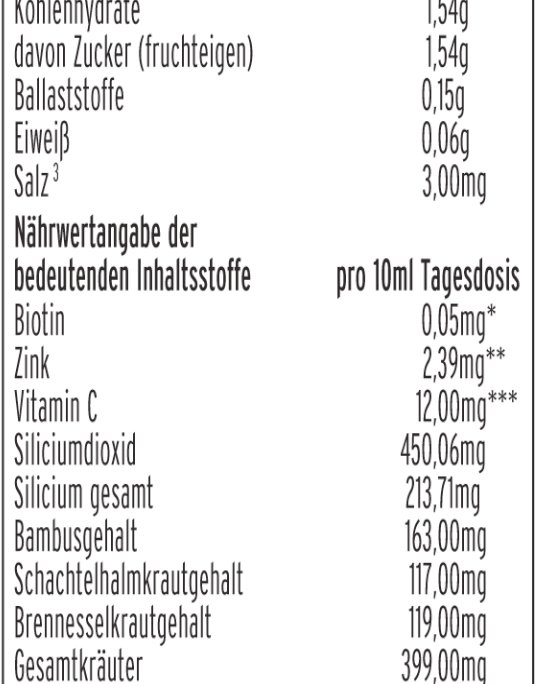 Kohlenhydrate 1,54g
davon Zucker (fruchteigen) 1,54g
Ballaststoffe 0,15g
Eiweiß 0,06g
Salz³ 3,00mg
Nährwertangabe der
bedeutenden Inhaltsstoffe pro 10ml Tagesdosis
Biotin 0,05mg*
Zink 2,39mg**
Vitamin C 12,00mg***
Siliciumdioxid 450,06mg
Silicium gesamt 213,71mg
Bambusgehalt 163,00mg
Schachtelhalmkrautgehalt 117,00mg
Brennesselkrautgehalt 119,00mg
Gesamtkräuter 399,00mg